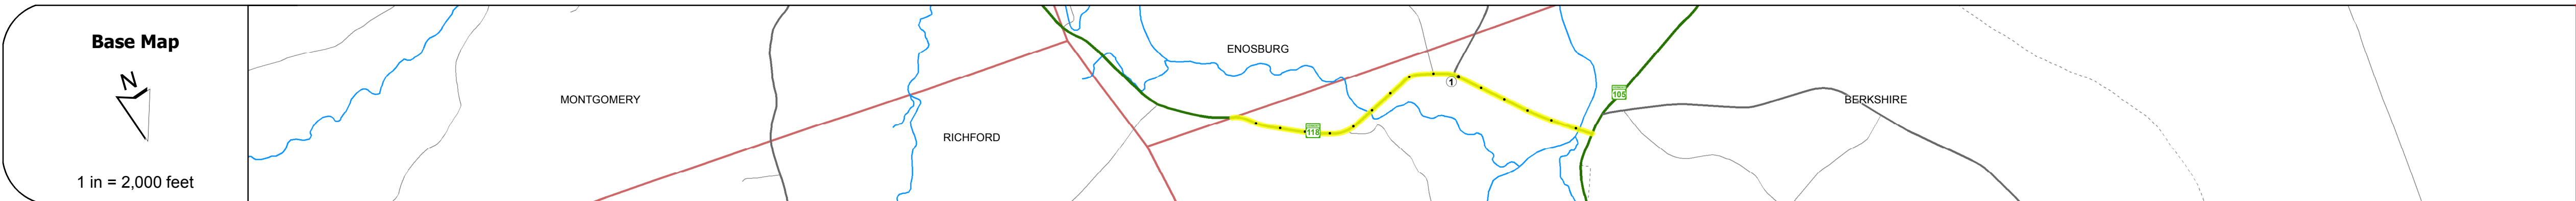 Base Map
N
1 in = 2,000 feet
MONTGOMERY
RICHFORD
ENOSBURG
118
1
105
BERKSHIRE